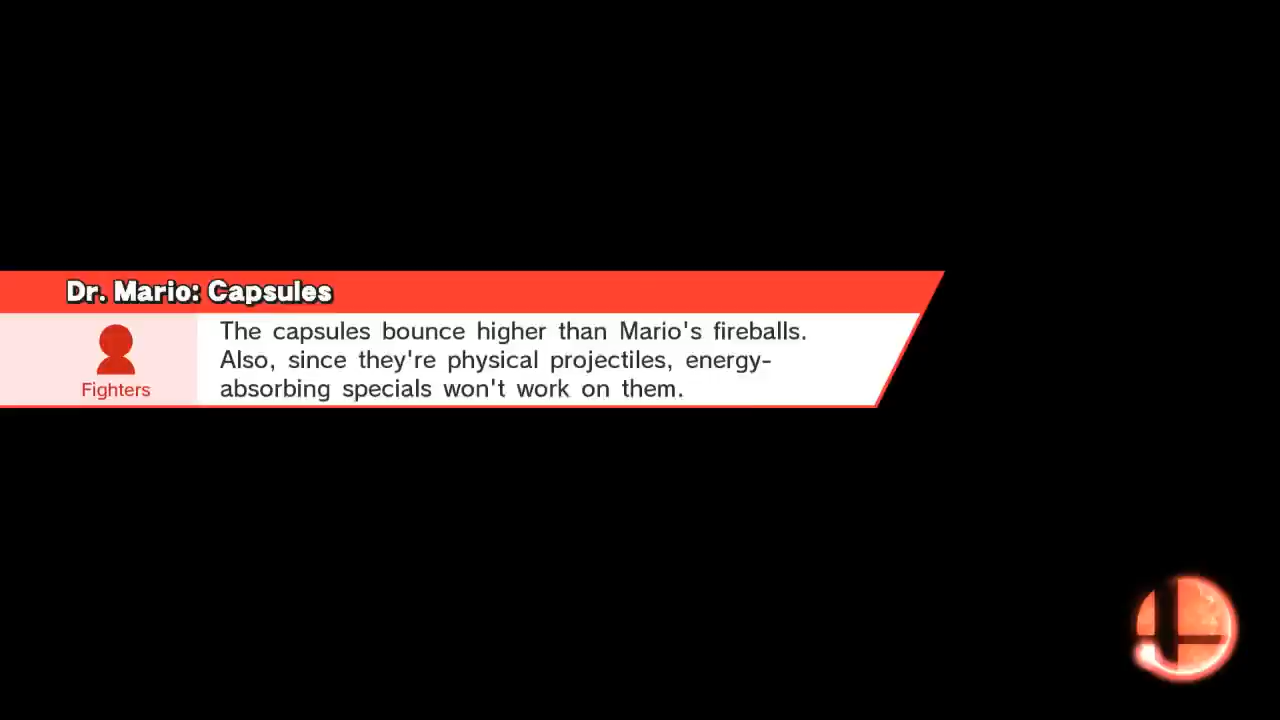 Dr. Mario: Capsules
The capsules bounce higher than Mario's fireballs.
Also, since they're physical projectiles, energy-
absorbing specials won't work on them.
Fighters